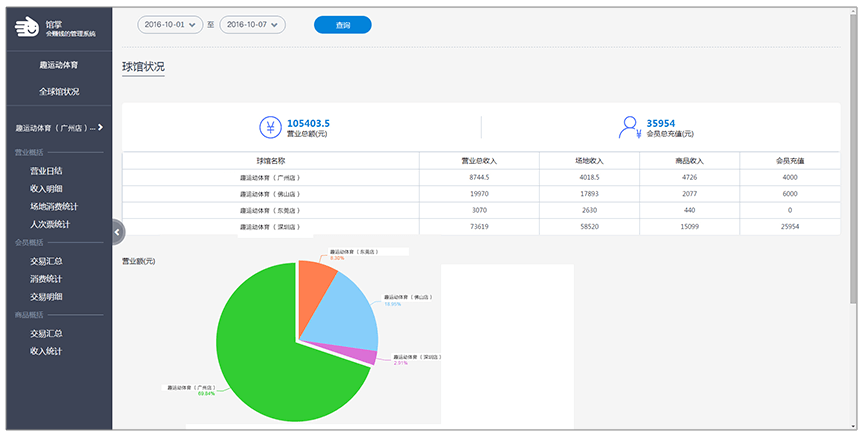 馆掌
会赚钱的管理系统
2016-10-01 至 2016-10-07 查询
趣运动体育
全球馆状况
趣运动体育（广州店）...
营业概括
营业日结
收入明细
场地消费统计
人次票统计
会员概括
交易汇总
消费统计
交易明细
商品概括
交易汇总
收入统计
球馆状况
105403.5
营业总额(元)
35954
会员总充值(元)
球馆名称 营业总收入 场地收入 商品收入 会员充值
趣运动体育（广州店） 8744.5 4018.5 4726 4000
趣运动体育（佛山店） 19970 17893 2077 6000
趣运动体育（东莞店） 3070 2630 440 0
趣运动体育（深圳店） 73619 58520 15099 25954
营业额(元)
趣运动体育（东莞店）
8.30%
趣运动体育（佛山店）
18.95%
趣运动体育（深圳店）
2.91%
趣运动体育（广州店）
69.84%